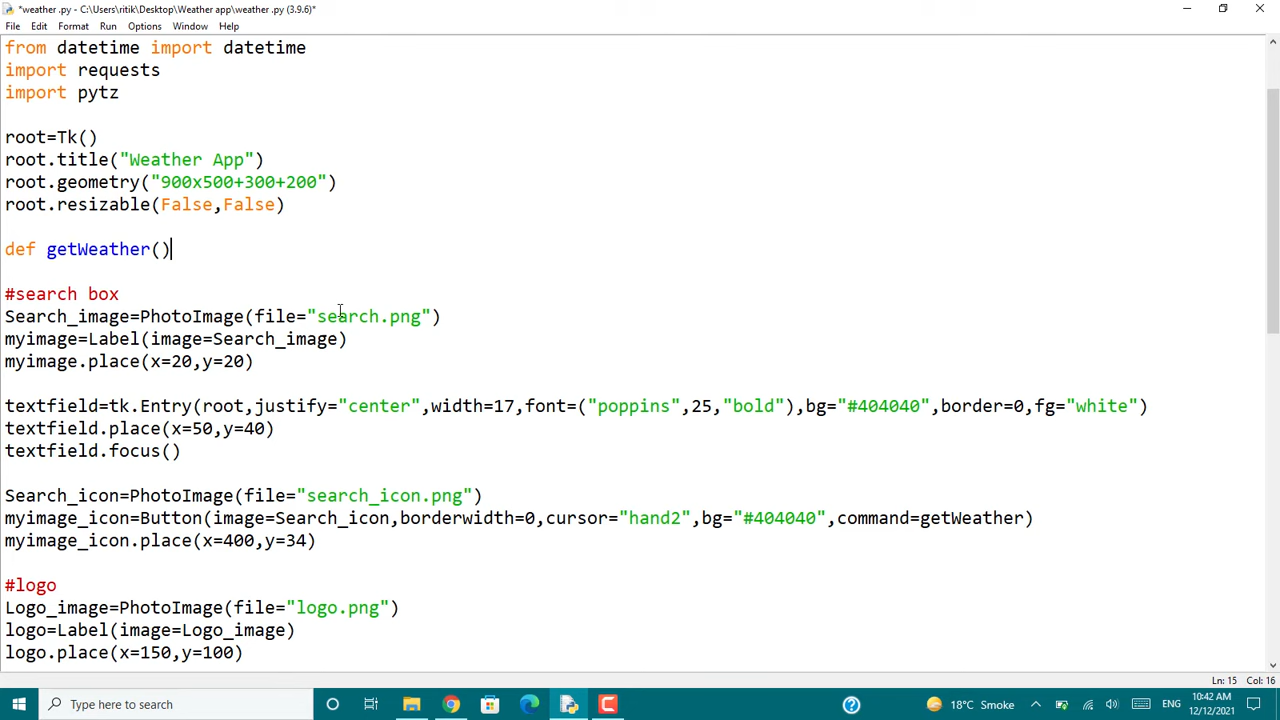 *weather .py - C:\Users\ritik\Desktop\Weather app\weather .py (3.9.6)*
File Edit Format Run Options Window Help
from datetime import datetime
import requests
import pytz
root=Tk()
root.title("Weather App")
root.geometry("900x500+300+200")
root.resizable(False,False)
def getWeather()
#search box
Search_image=PhotoImage(file="search.png")
myimage=Label(image=Search_image)
myimage.place(x=20,y=20)
textfield=tk.Entry(root,justify="center",width=17,font=("poppins",25,"bold"),bg="#404040",border=0,fg="white")
textfield.place(x=50,y=40)
textfield.focus()
Search_icon=PhotoImage(file="search_icon.png")
myimage_icon=Button(image=Search_icon,borderwidth=0,cursor="hand2",bg="#404040",command=getWeather)
myimage_icon.place(x=400,y=34)
#logo
Logo_image=PhotoImage(file="logo.png")
logo=Label(image=Logo_image)
logo.place(x=150,y=100)
Ln: 15 Col: 16
Type here to search
18°C Smoke
ENG
10:42 AM
12/12/2021